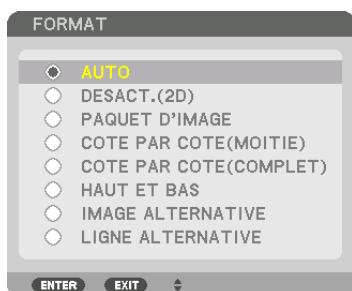 FORMAT
AUTO
DESACT.(2D)
PAQUET D'IMAGE
COTE PAR COTE(MOITIE)
COTE PAR COTE(COMPLET)
HAUT ET BAS
IMAGE ALTERNATIVE
LIGNE ALTERNATIVE
ENTER EXIT